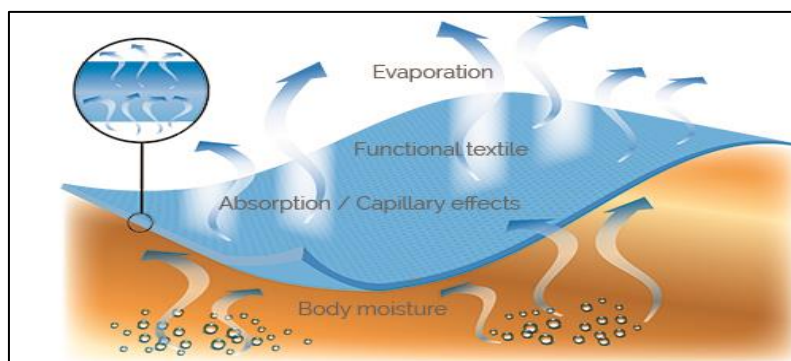 Evaporation
Functional textile
Absorption / Capillary effects
Body moisture